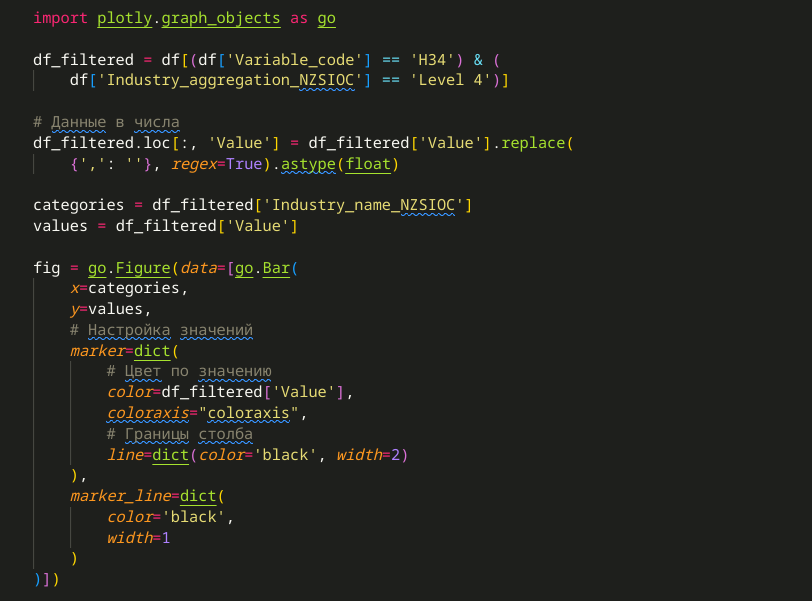 import plotly.graph_objects as go
df_filtered = df[(df['Variable_code'] == 'H34') & (
df['Industry_aggregation_NZSIOC'] == 'Level 4')]
# Данные в числа
df_filtered.loc[:, 'Value'] = df_filtered['Value'].replace(
{',': ''}, regex=True).astype(float)
categories = df_filtered['Industry_name_NZSIOC']
values = df_filtered['Value']
fig = go.Figure(data=[go.Bar(
x=categories,
y=values,
# Настройка значений
marker=dict(
# Цвет по значению
color=df_filtered['Value'],
coloraxis="coloraxis",
# Границы столба
line=dict(color='black', width=2)
),
marker_line=dict(
color='black',
width=1
)
)])